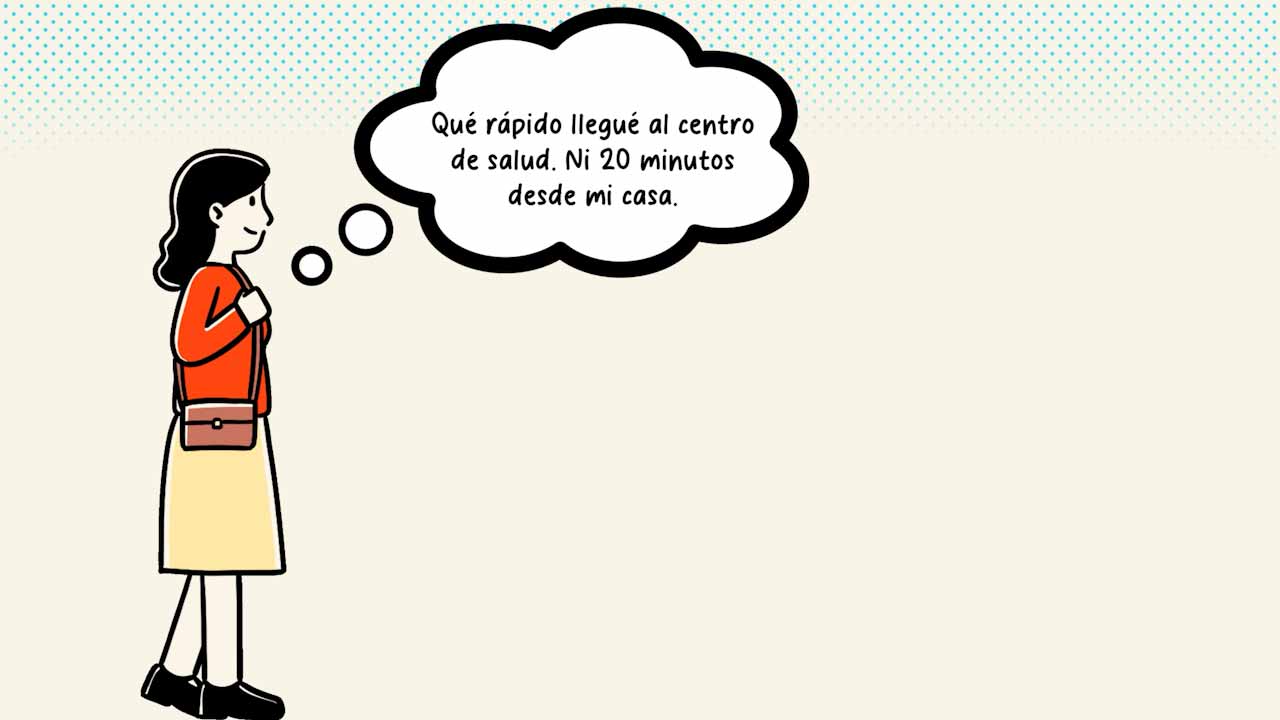 Qué rápido llegué al centro
de salud. Ni 20 minutos
desde mi casa.